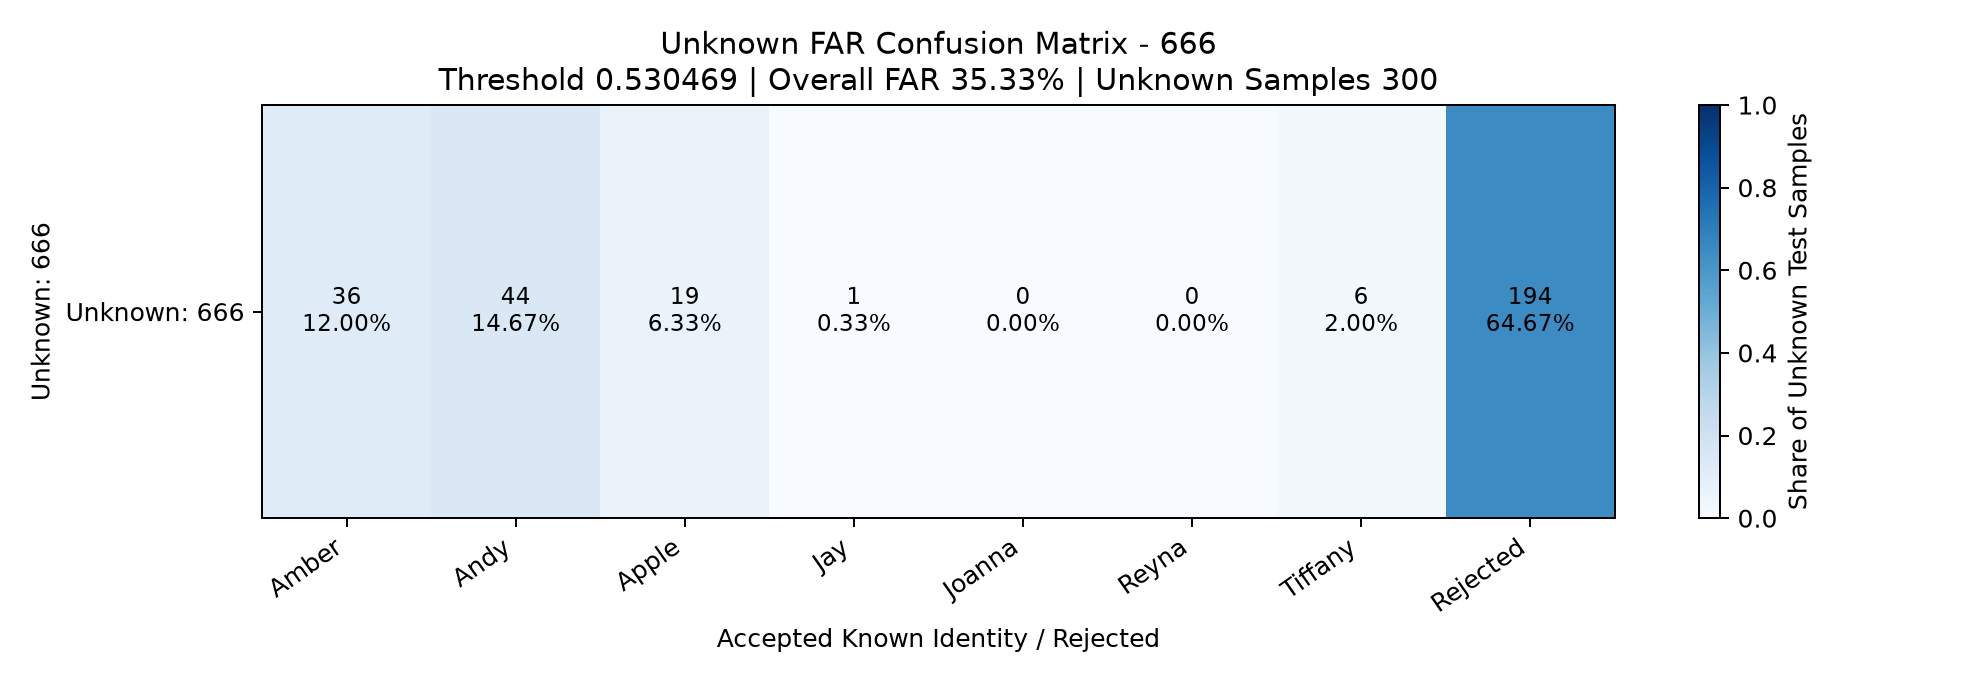 Unknown FAR Confusion Matrix - 666
Threshold 0.530469 | Overall FAR 35.33% | Unknown Samples 300
Unknown: 666
Unknown: 666
36
12.00%
44
14.67%
19
6.33%
1
0.33%
0
0.00%
0
0.00%
6
2.00%
194
64.67%
Amber
Andy
Apple
Jay
Joanna
Reyna
Tiffany
Rejected
Accepted Known Identity / Rejected
1.0
0.8
0.6
0.4
0.2
0.0
Share of Unknown Test Samples